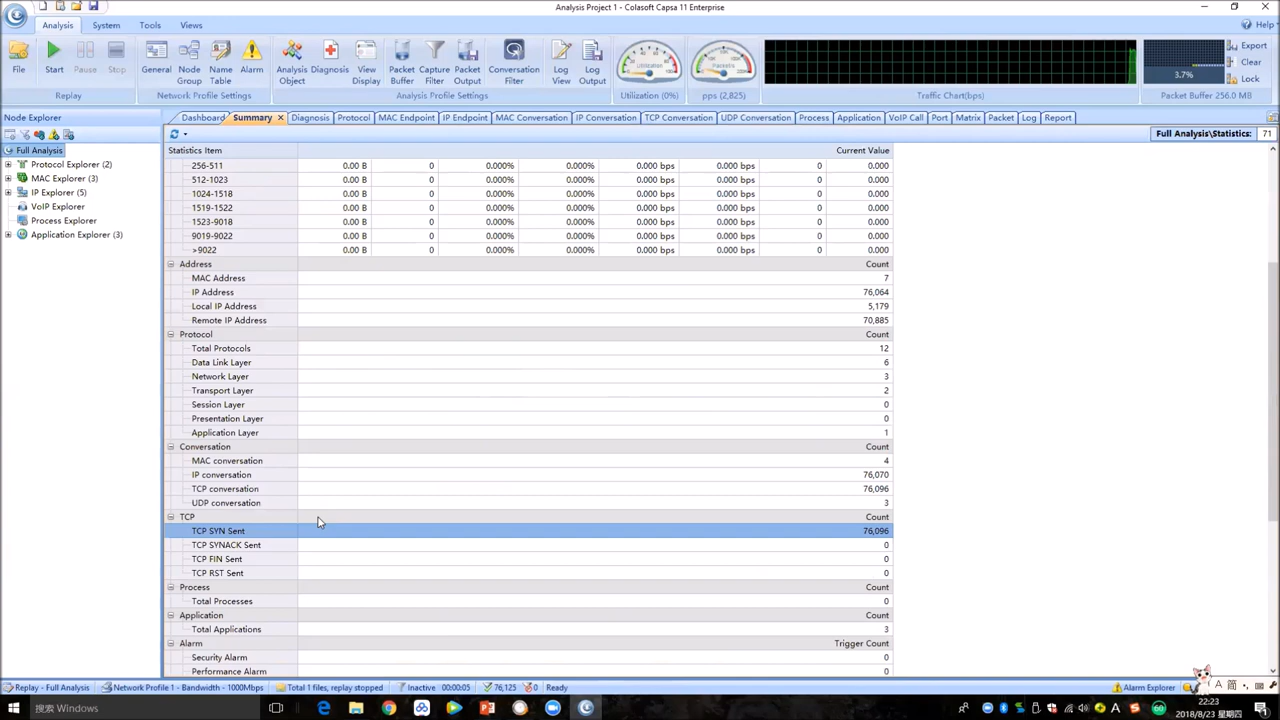 Analysis Project 1 - Colasoft Capsa 11 Enterprise
Analysis System Tools Views Help
File Start Pause Stop General Node Group Name Table Alarm Analysis Object Diagnosis View Display Packet Buffer Capture Filter Packet Output Conversation Filter Log View Log Output Export Clear Lock
3.7%
Replay Network Profile Settings Analysis Profile Settings Utilization (0%) pps (2,825) Traffic Chart(bps) Packet Buffer 256.0 MB
Node Explorer
Dashboard Summary Diagnosis Protocol MAC Endpoint IP Endpoint MAC Conversation IP Conversation TCP Conversation UDP Conversation Process Application VoIP Call Port Matrix Packet Log Report
Full Analysis\Statistics: 71
Full Analysis
Protocol Explorer (2)
MAC Explorer (3)
IP Explorer (5)
VoIP Explorer
Process Explorer
Application Explorer (3)
Statistics Item Current Value
256-511 0.00 B 0 0.000% 0.000% 0.000 bps 0.000 bps 0 0.000
512-1023 0.00 B 0 0.000% 0.000% 0.000 bps 0.000 bps 0 0.000
1024-1518 0.00 B 0 0.000% 0.000% 0.000 bps 0.000 bps 0 0.000
1519-1522 0.00 B 0 0.000% 0.000% 0.000 bps 0.000 bps 0 0.000
1523-9018 0.00 B 0 0.000% 0.000% 0.000 bps 0.000 bps 0 0.000
9019-9022 0.00 B 0 0.000% 0.000% 0.000 bps 0.000 bps 0 0.000
>9022 0.00 B 0 0.000% 0.000% 0.000 bps 0.000 bps 0 0.000
Address Count
MAC Address 7
IP Address 76,064
Local IP Address 5,179
Remote IP Address 70,885
Protocol Count
Total Protocols 12
Data Link Layer 6
Network Layer 3
Transport Layer 2
Session Layer 0
Presentation Layer 0
Application Layer 1
Conversation Count
MAC conversation 4
IP conversation 76,070
TCP conversation 76,096
UDP conversation 3
TCP Count
TCP SYN Sent 76,096
TCP SYNACK Sent 0
TCP FIN Sent 0
TCP RST Sent 0
Process Count
Total Processes 0
Application Count
Total Applications 3
Alarm Trigger Count
Security Alarm 0
Performance Alarm 0
Replay - Full Analysis Network Profile 1 - Bandwidth - 1000Mbps Total 1 files, replay stopped Inactive 00:00:05 76,125 0 Ready Alarm Explorer
A 简
搜索 Windows
22:23
2018/8/23 星期四